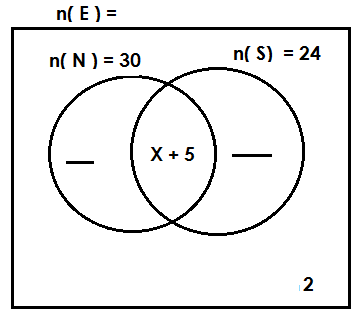 n( E ) =
n( N ) = 30
n( S) = 24
X + 5
2